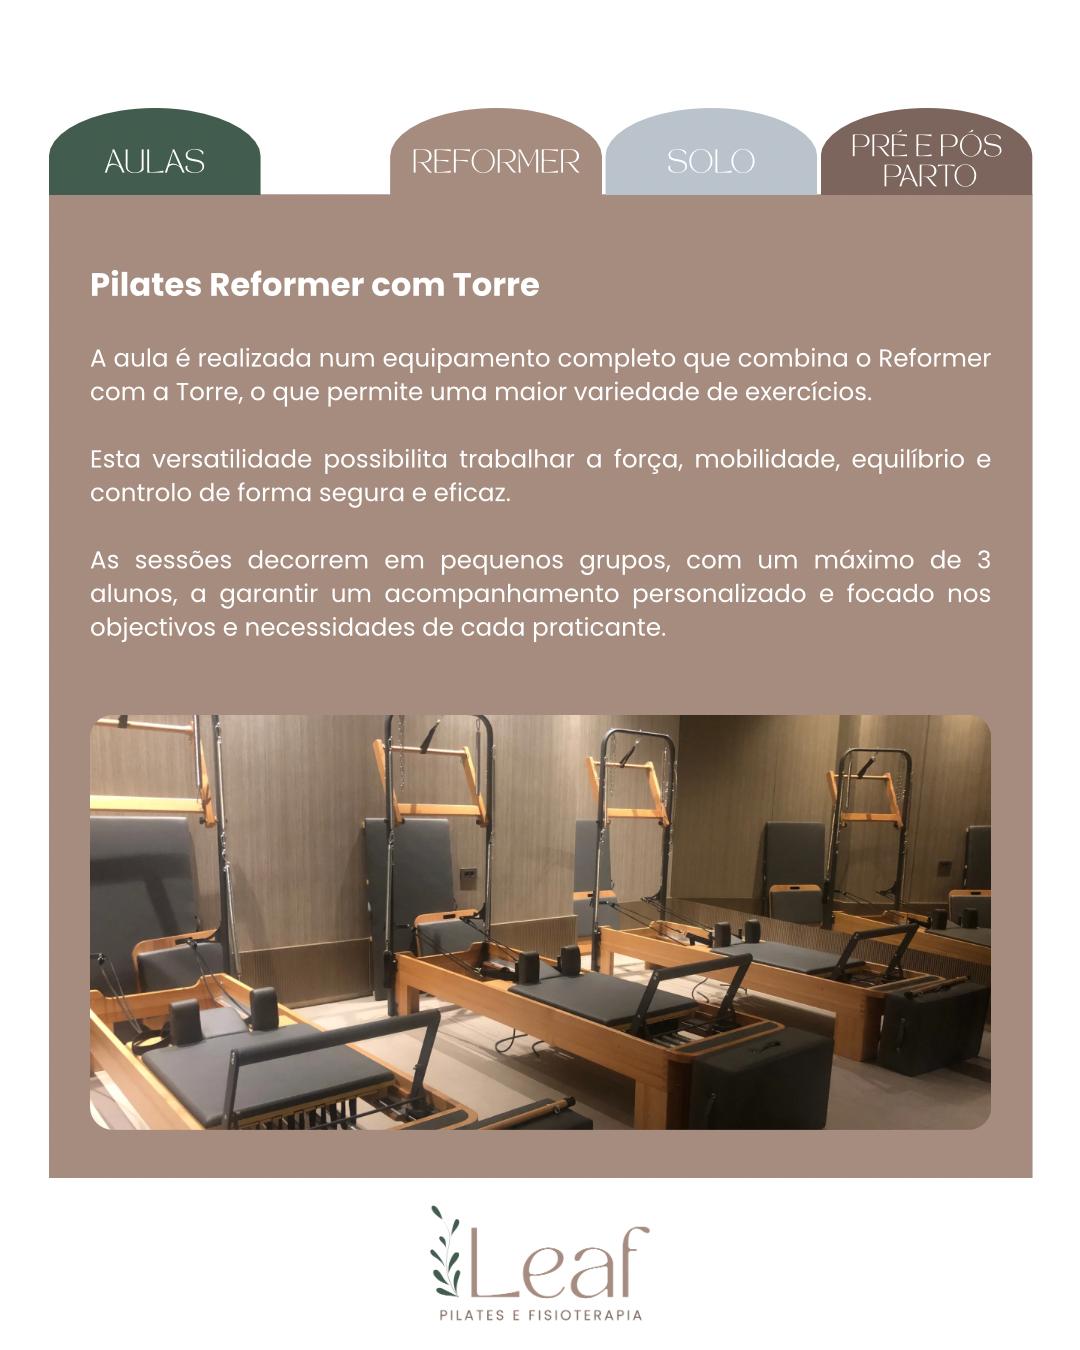 AULAS
REFORMER
SOLO
PRÉ E PÓS
PARTO
Pilates Reformer com Torre
A aula é realizada num equipamento completo que combina o Reformer
com a Torre, o que permite uma maior variedade de exercícios.
Esta versatilidade possibilita trabalhar a força, mobilidade, equilíbrio e
controlo de forma segura e eficaz.
As sessões decorrem em pequenos grupos, com um máximo de 3
alunos, a garantir um acompanhamento personalizado e focado nos
objectivos e necessidades de cada praticante.
Leaf
PILATES E FISIOTERAPIA